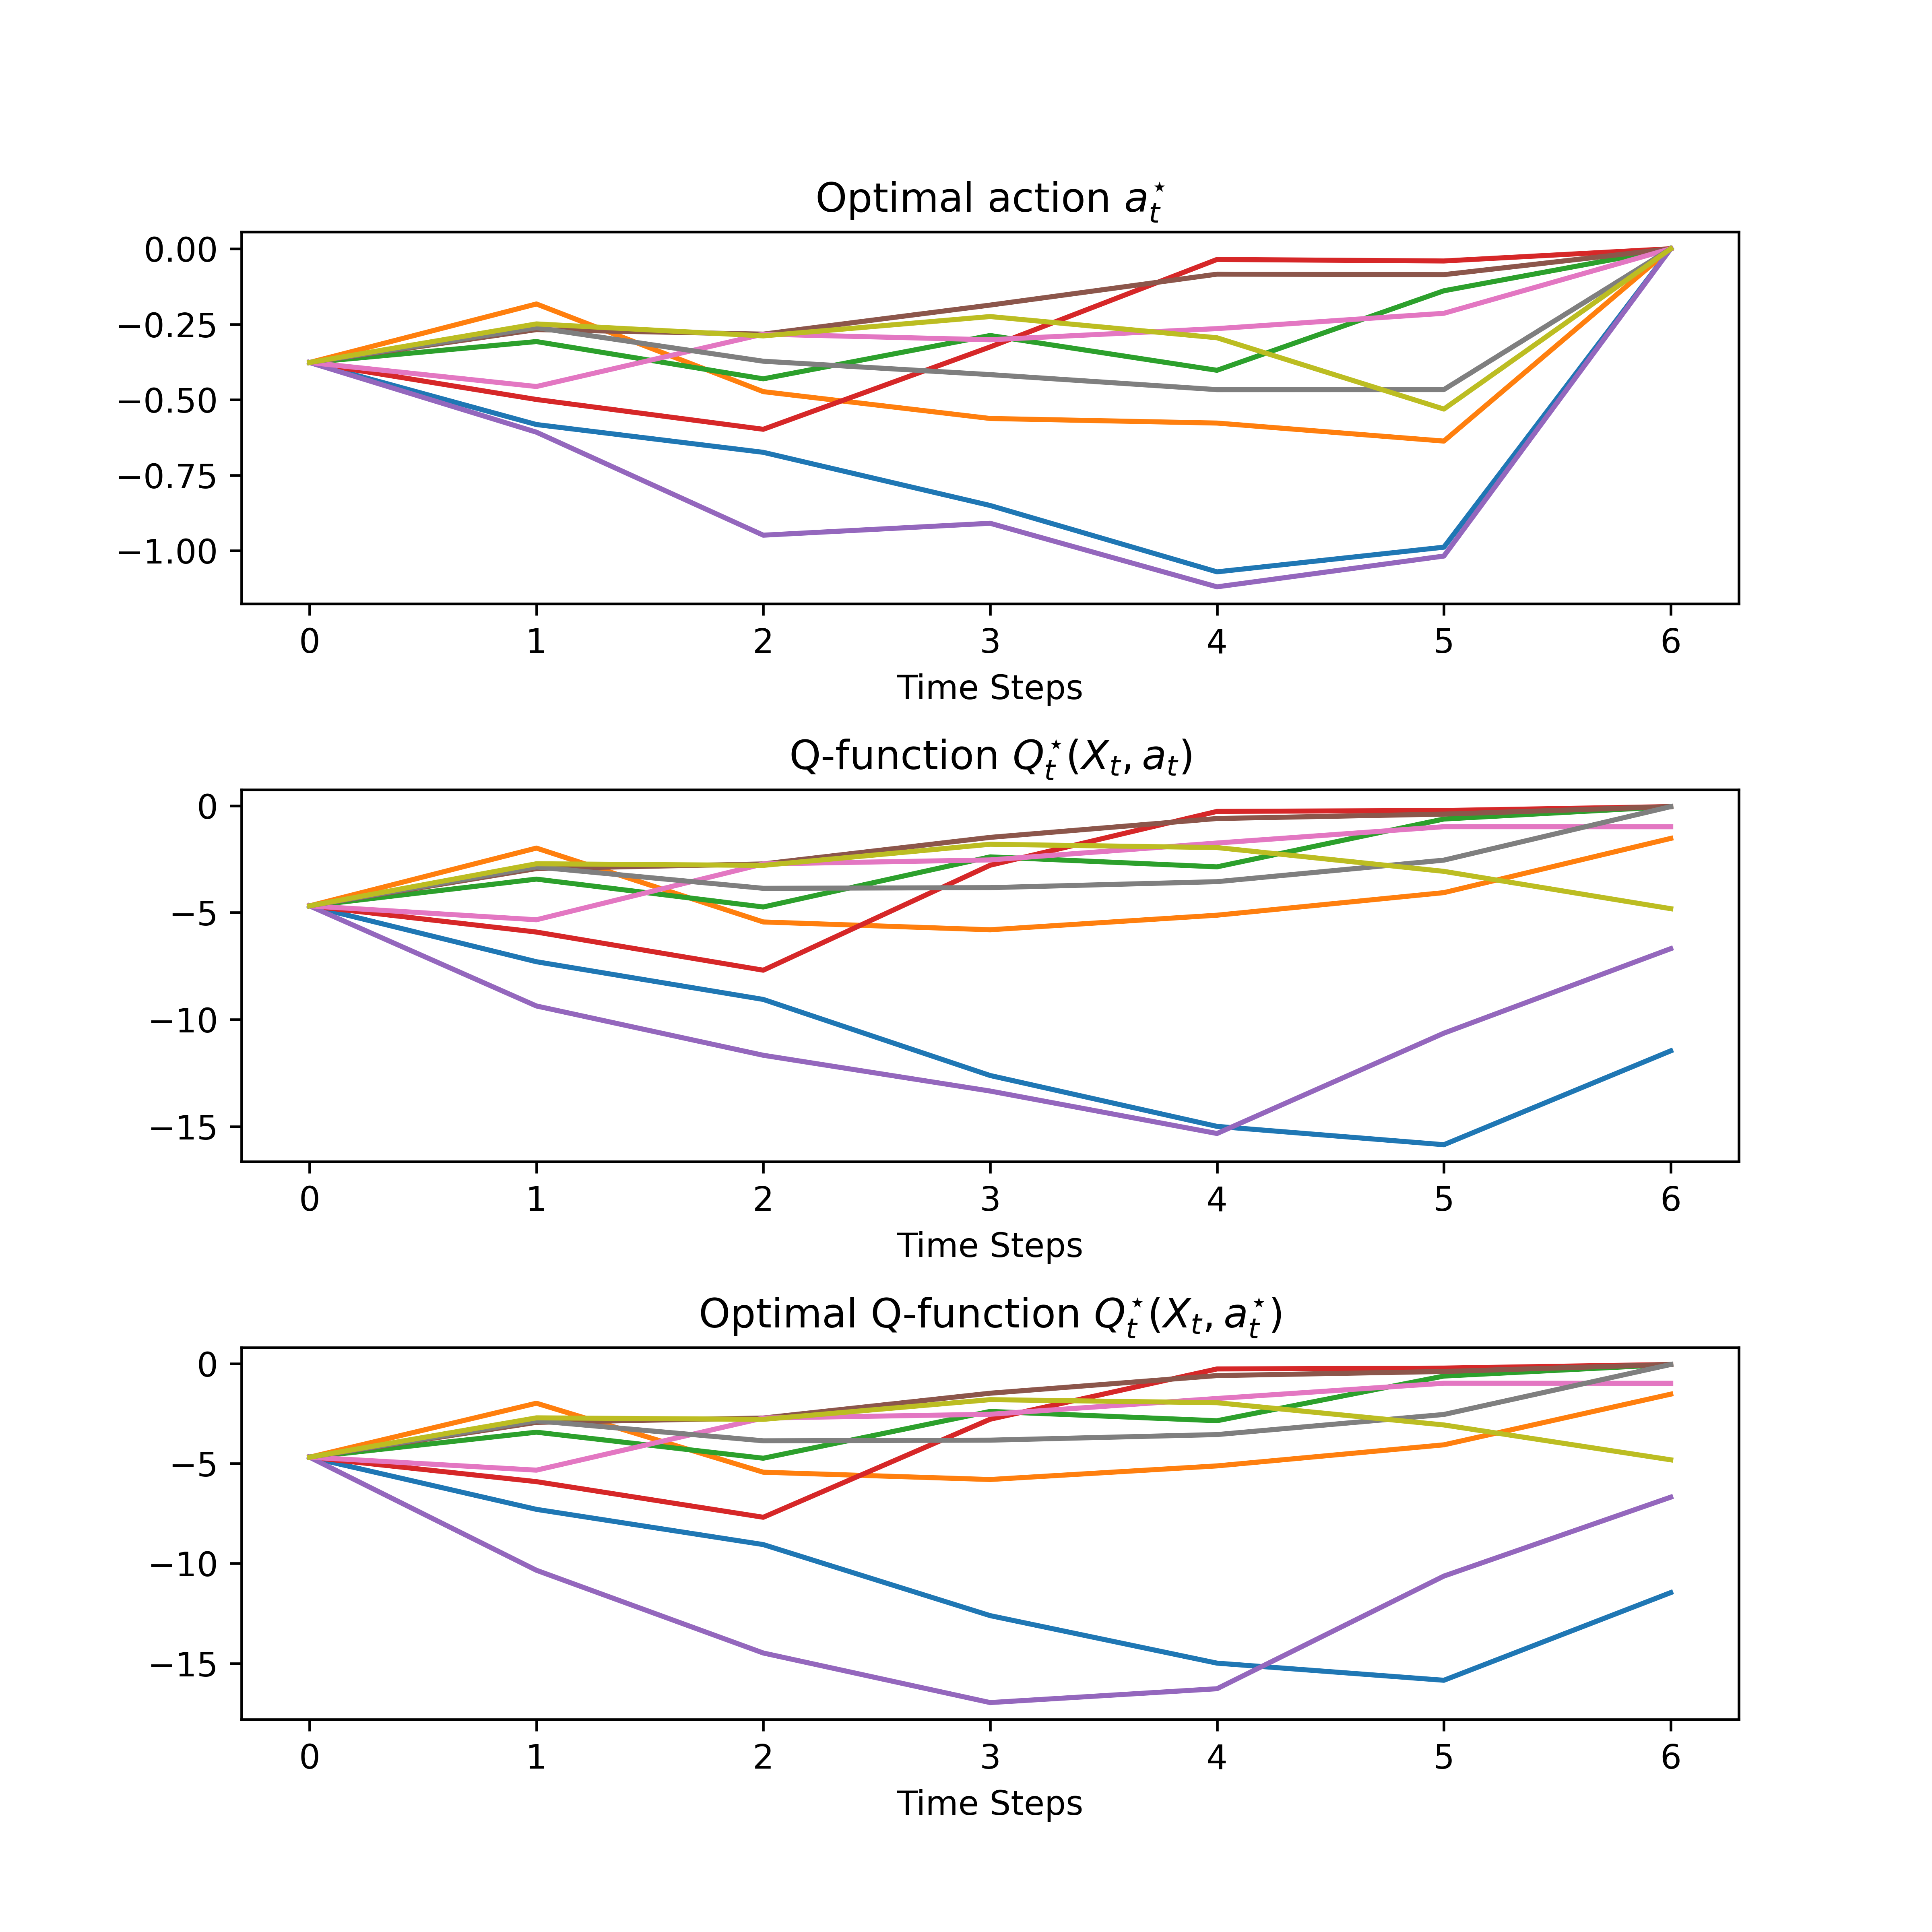 Optimal action $a_t^{\star}$
0.00
−0.25
−0.50
−0.75
−1.00
0 1 2 3 4 5 6
Time Steps
Q-function $Q_t^{\star}(X_t, a_t)$
0
−5
−10
−15
0 1 2 3 4 5 6
Time Steps
Optimal Q-function $Q_t^{\star}(X_t, a_t^{\star})$
0
−5
−10
−15
0 1 2 3 4 5 6
Time Steps